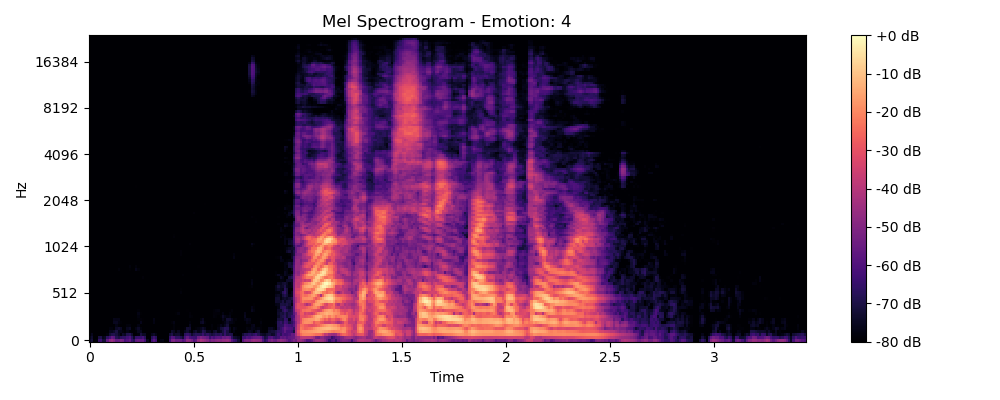 Mel Spectrogram - Emotion: 4
Hz
16384
8192
4096
2048
1024
512
0
0 0.5 1 1.5 2 2.5 3
Time
+0 dB
-10 dB
-20 dB
-30 dB
-40 dB
-50 dB
-60 dB
-70 dB
-80 dB